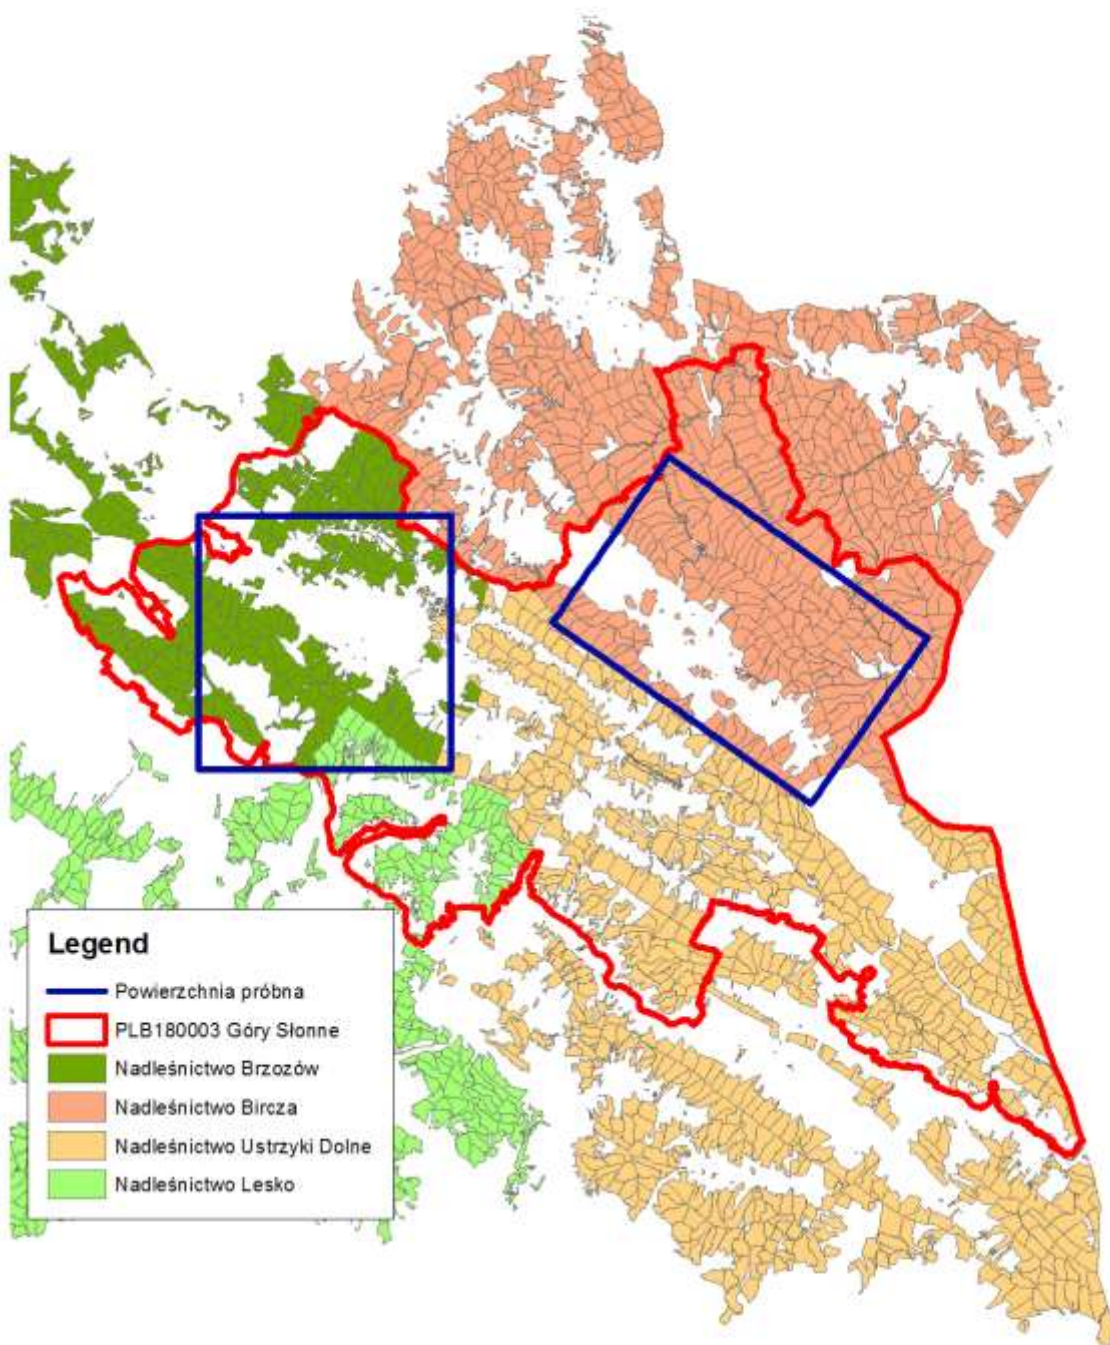 Legend
Powierzchnia próbna
PLB180003 Góry Słonne
Nadleśnictwo Brzozów
Nadleśnictwo Bircza
Nadleśnictwo Ustrzyki Dolne
Nadleśnictwo Lesko